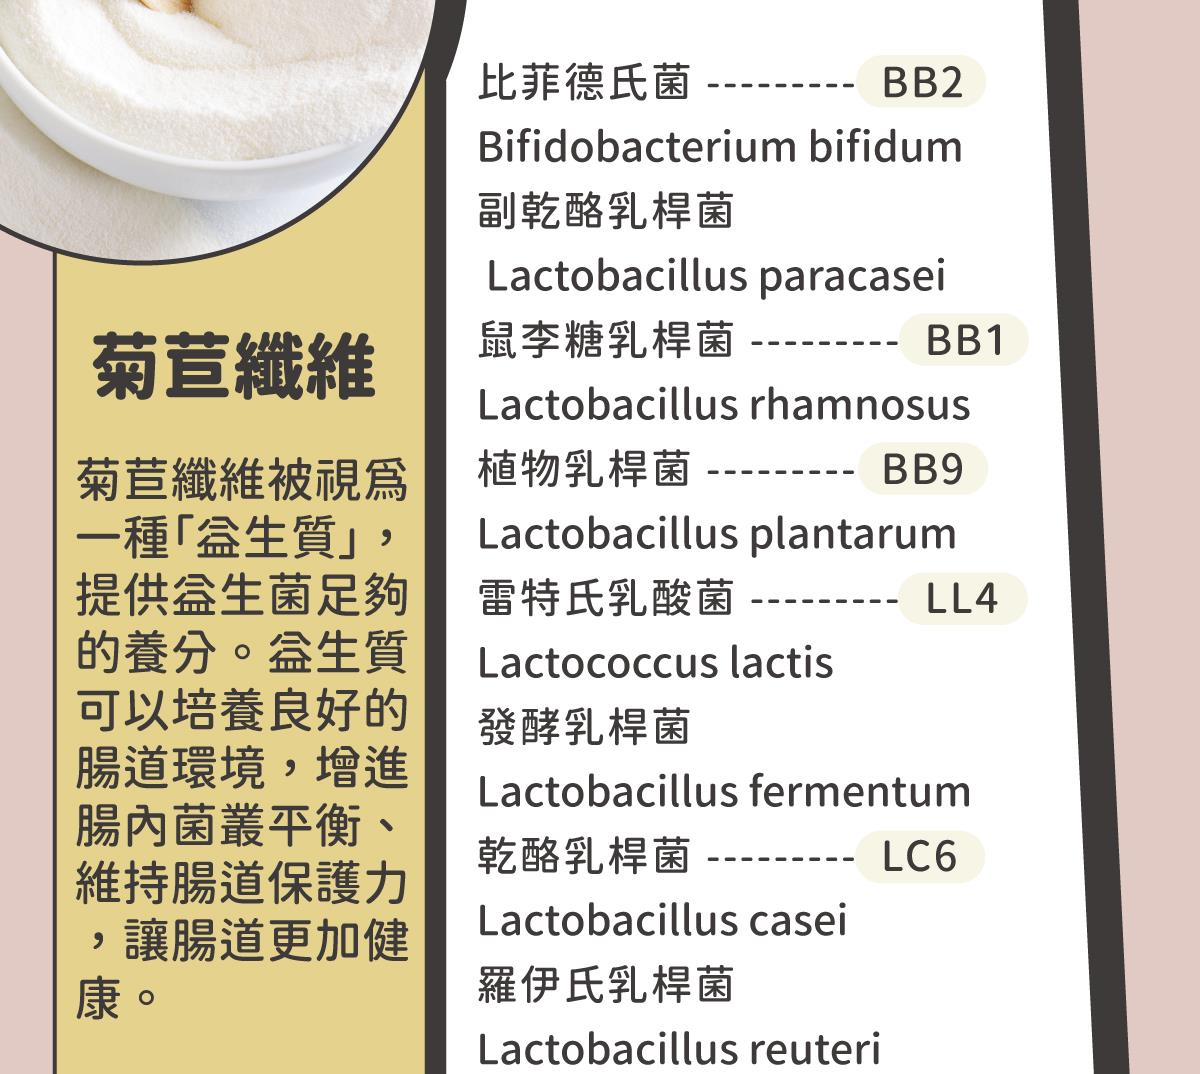 菊苣纖維
菊苣纖維被視為
一種「益生質」，
提供益生菌足夠
的養分。益生質
可以培養良好的
腸道環境，增進
腸內菌叢平衡、
維持腸道保護力
，讓腸道更加健
康。
比菲德氏菌 --------- BB2
Bifidobacterium bifidum
副乾酪乳桿菌
Lactobacillus paracasei
鼠李糖乳桿菌 --------- BB1
Lactobacillus rhamnosus
植物乳桿菌 --------- BB9
Lactobacillus plantarum
雷特氏乳酸菌 --------- LL4
Lactococcus lactis
發酵乳桿菌
Lactobacillus fermentum
乾酪乳桿菌 --------- LC6
Lactobacillus casei
羅伊氏乳桿菌
Lactobacillus reuteri